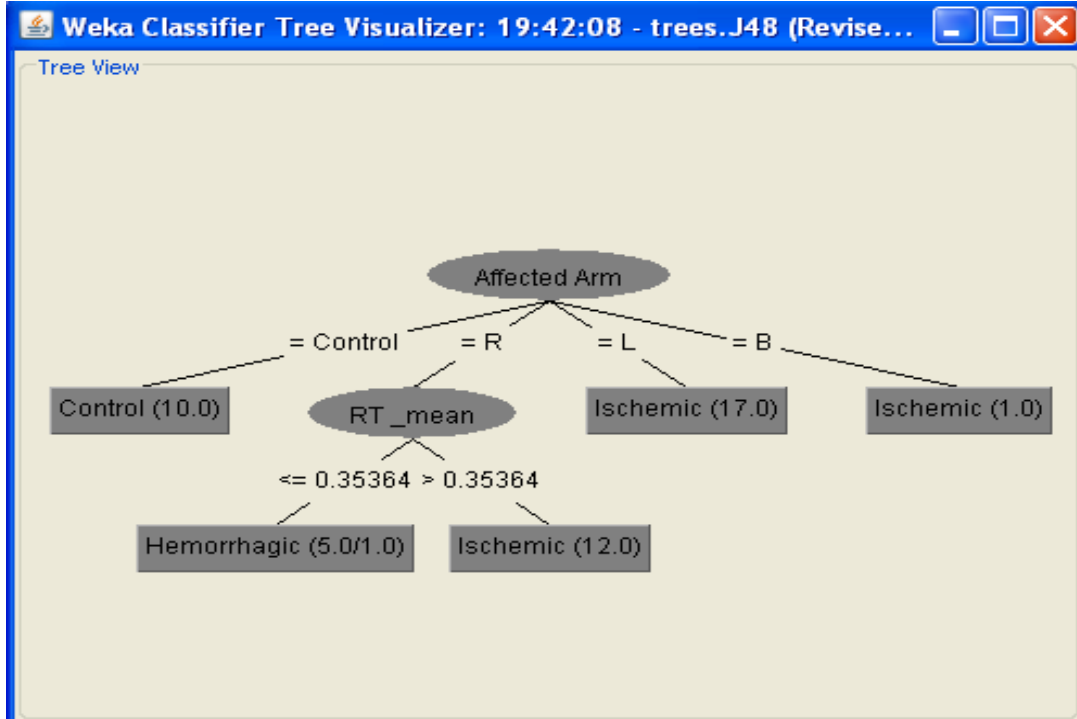 Weka Classifier Tree Visualizer: 19:42:08 - trees.J48 (Revise...
Tree View
Affected Arm
= Control = R = L = B
Control (10.0) RT _mean Ischemic (17.0) Ischemic (1.0)
<= 0.35364 > 0.35364
Hemorrhagic (5.0/1.0) Ischemic (12.0)